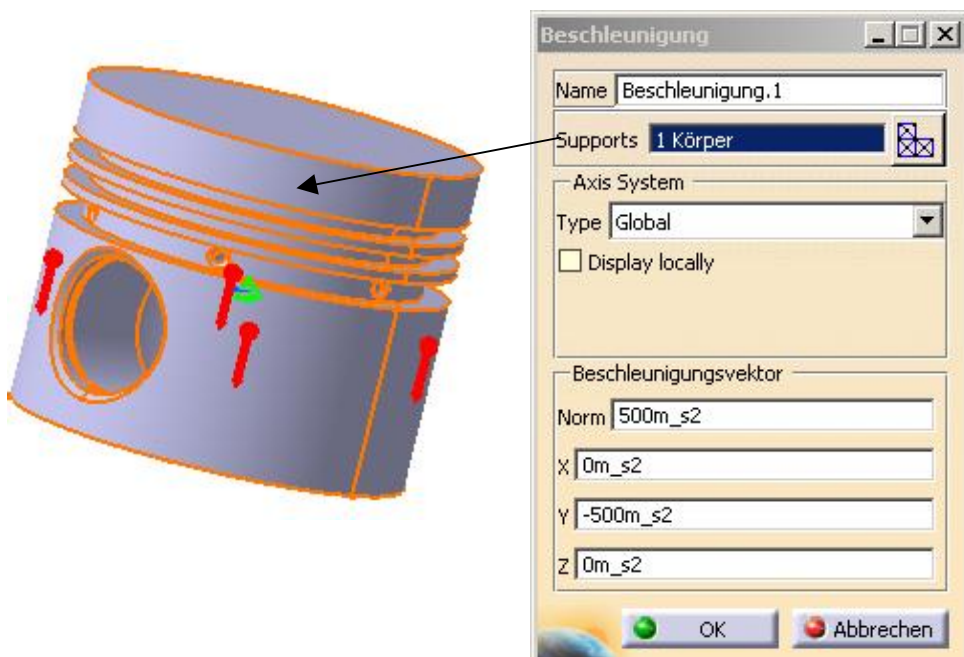 Beschleunigung
Name Beschleunigung.1
Supports 1 Körper
Axis System
Type Global
Display locally
Beschleunigungsvektor
Norm 500m_s2
X 0m_s2
Y -500m_s2
Z 0m_s2
OK Abbrechen